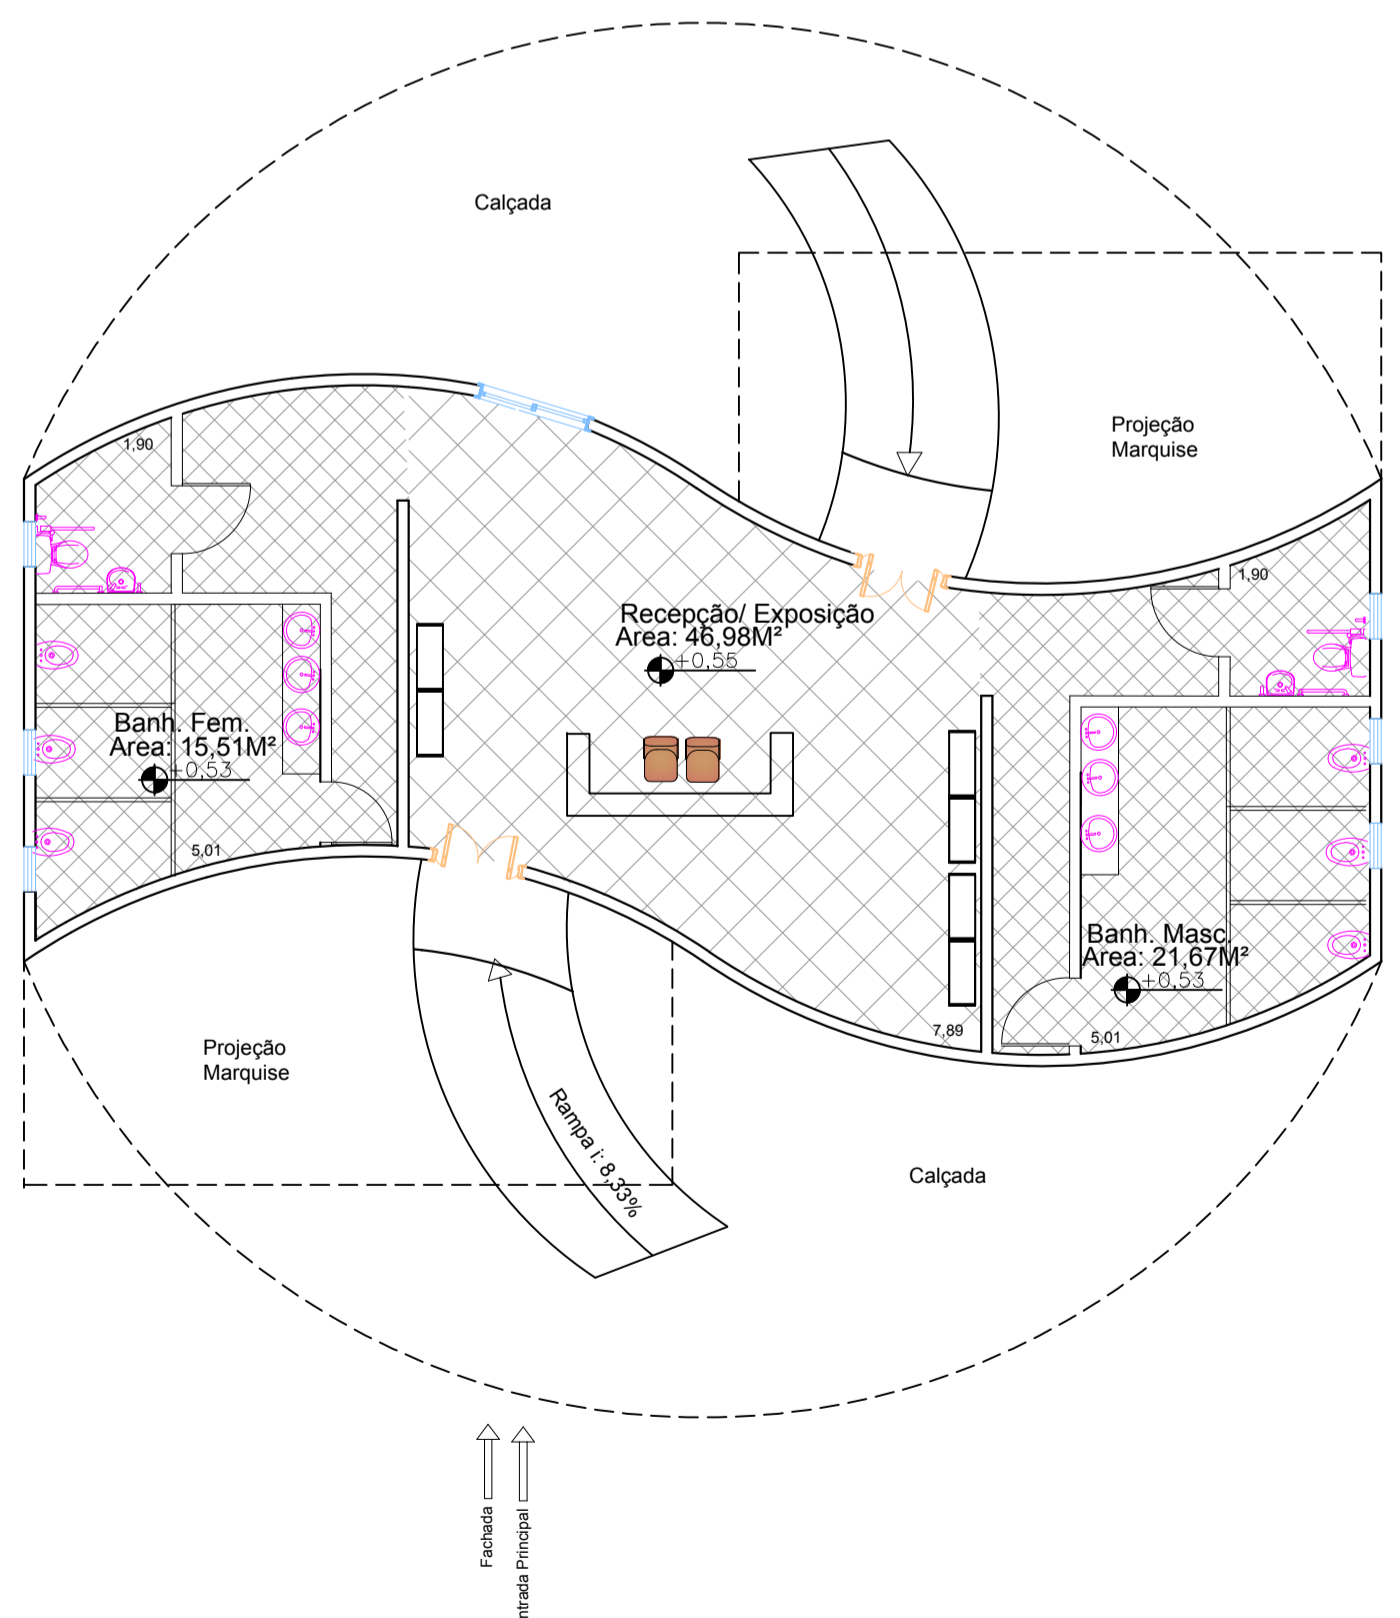 Calçada
Projeção
Marquise
1,90
1,90
Recepção/ Exposição
Area: 46,98M²
+0,55
Banh. Fem.
Area: 15,51M²
+0,53
5,01
Banh. Masc.
Area: 21,67M²
+0,53
7,89
5,01
Projeção
Marquise
Rampa i: 8,33%
Calçada
Fachada
ntrada Principal